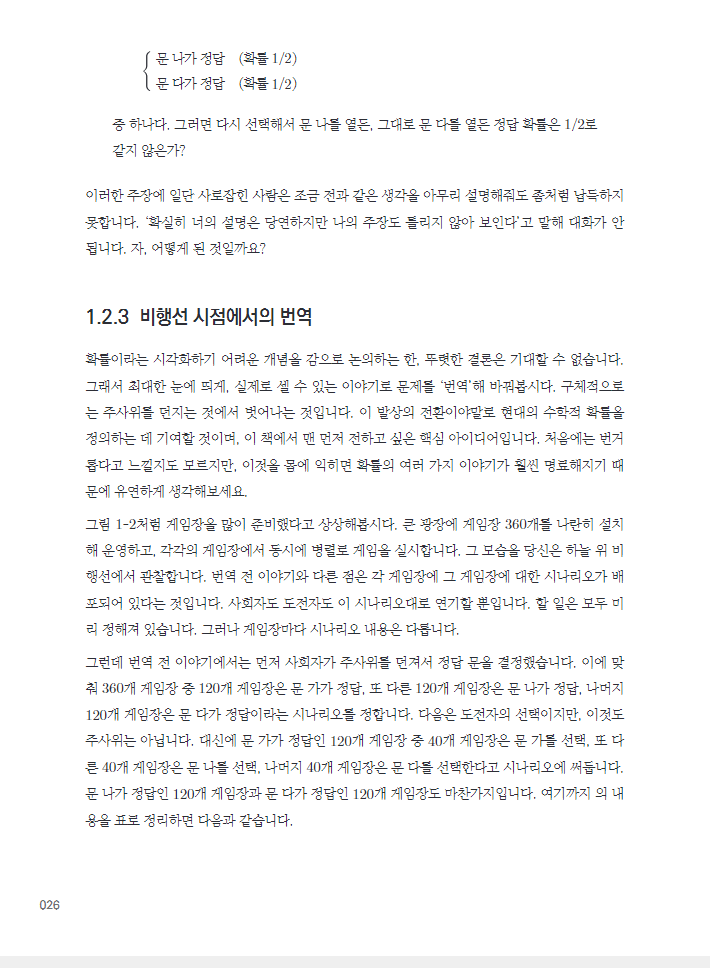 문 나가 정답 (확률 1/2)
문 다가 정답 (확률 1/2)
중 하나다. 그러면 다시 선택해서 문 나를 열든, 그대로 문 다를 열든 정답 확률은 1/2로
같지 않은가?
이러한 주장에 일단 사로잡힌 사람은 조금 전과 같은 생각을 아무리 설명해줘도 좀처럼 납득하지
못합니다. ‘확실히 너의 설명은 당연하지만 나의 주장도 틀리지 않아 보인다’고 말해 대화가 안
됩니다. 자, 어떻게 된 것일까요?
1.2.3 비행선 시점에서의 번역
확률이라는 시각화하기 어려운 개념을 감으로 논의하는 한, 뚜렷한 결론은 기대할 수 없습니다.
그래서 최대한 눈에 띄게, 실제로 셀 수 있는 이야기로 문제를 ‘번역’해 바꿔봅시다. 구체적으로
는 주사위를 던지는 것에서 벗어나는 것입니다. 이 발상의 전환이야말로 현대의 수학적 확률을
정의하는 데 기여할 것이며, 이 책에서 맨 먼저 전하고 싶은 핵심 아이디어입니다. 처음에는 번거
롭다고 느낄지도 모르지만, 이것을 몸에 익히면 확률의 여러 가지 이야기가 훨씬 명료해지기 때
문에 유연하게 생각해보세요.
그림 1-2처럼 게임장을 많이 준비했다고 상상해봅시다. 큰 광장에 게임장 360개를 나란히 설치
해 운영하고, 각각의 게임장에서 동시에 병렬로 게임을 실시합니다. 그 모습을 당신은 하늘 위 비
행선에서 관찰합니다. 번역 전 이야기와 다른 점은 각 게임장에 그 게임장에 대한 시나리오가 배
포되어 있다는 것입니다. 사회자도 도전자도 이 시나리오대로 연기할 뿐입니다. 할 일은 모두 미
리 정해져 있습니다. 그러나 게임장마다 시나리오 내용은 다릅니다.
그런데 번역 전 이야기에서는 먼저 사회자가 주사위를 던져서 정답 문을 결정했습니다. 이에 맞
춰 360개 게임장 중 120개 게임장은 문 가가 정답, 또 다른 120개 게임장은 문 나가 정답, 나머지
120개 게임장은 문 다가 정답이라는 시나리오를 정합니다. 다음은 도전자의 선택이지만, 이것도
주사위는 아닙니다. 대신에 문 가가 정답인 120개 게임장 중 40개 게임장은 문 가를 선택, 또 다
른 40개 게임장은 문 나를 선택, 나머지 40개 게임장은 문 다를 선택한다고 시나리오에 써둡니다.
문 나가 정답인 120개 게임장과 문 다가 정답인 120개 게임장도 마찬가지입니다. 여기까지 의 내
용을 표로 정리하면 다음과 같습니다.
026